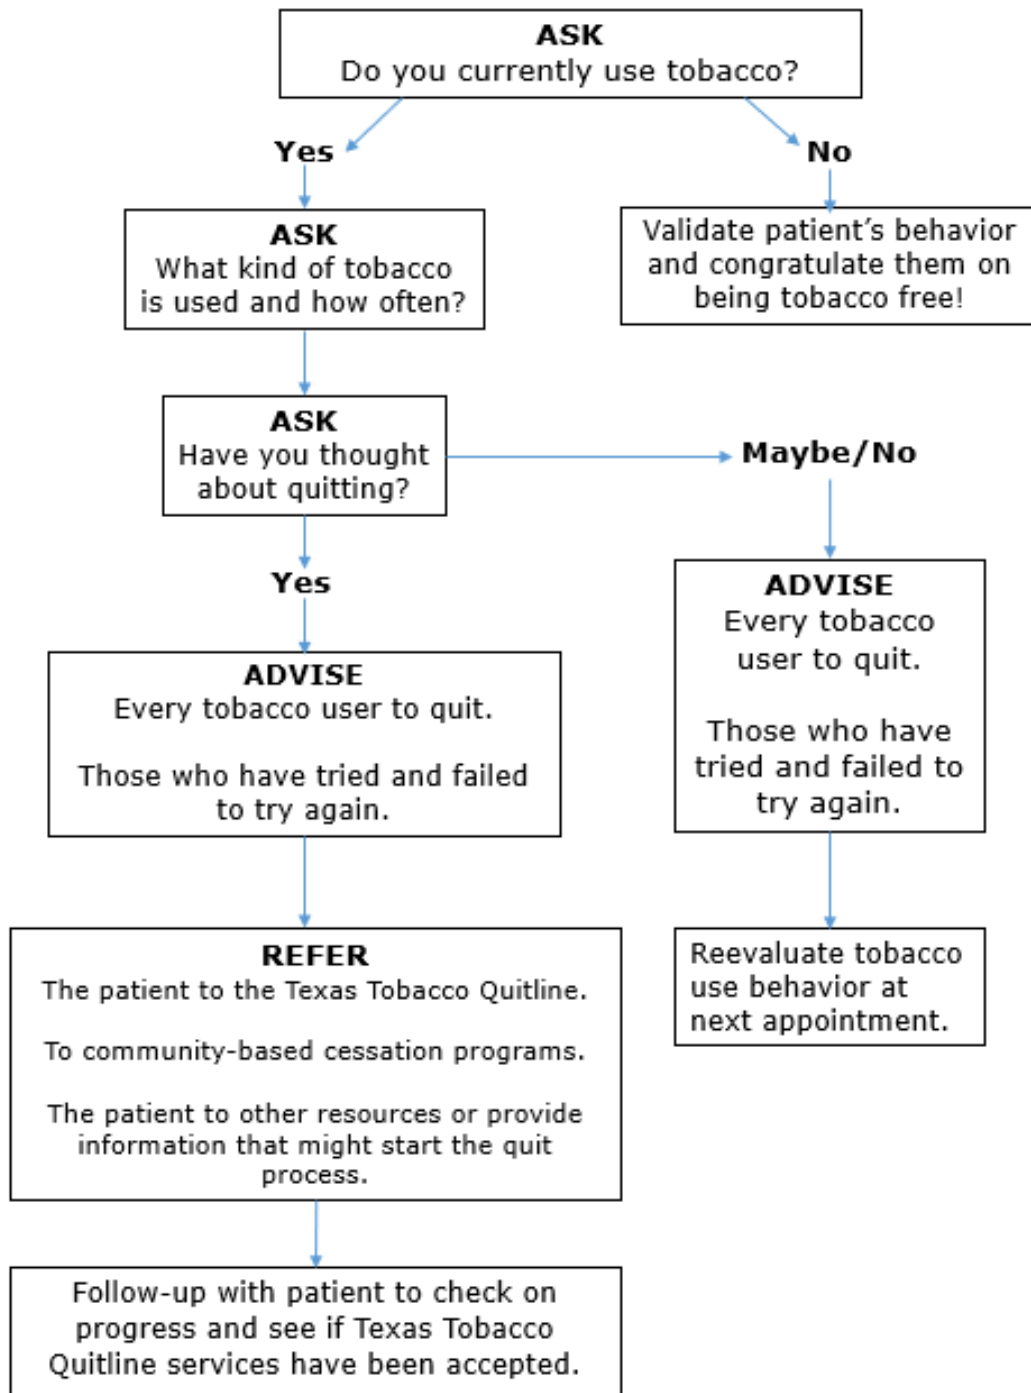 ASK
Do you currently use tobacco?
Yes
No
ASK
What kind of tobacco
is used and how often?
Validate patient's behavior
and congratulate them on
being tobacco free!
ASK
Have you thought
about quitting?
Maybe/No
Yes
ADVISE
Every tobacco user to quit.
Those who have tried and failed
to try again.
ADVISE
Every tobacco
user to quit.
Those who have
tried and failed to
try again.
REFER
The patient to the Texas Tobacco Quitline.
To community-based cessation programs.
The patient to other resources or provide
information that might start the quit
process.
Reevaluate tobacco
use behavior at
next appointment.
Follow-up with patient to check on
progress and see if Texas Tobacco
Quitline services have been accepted.